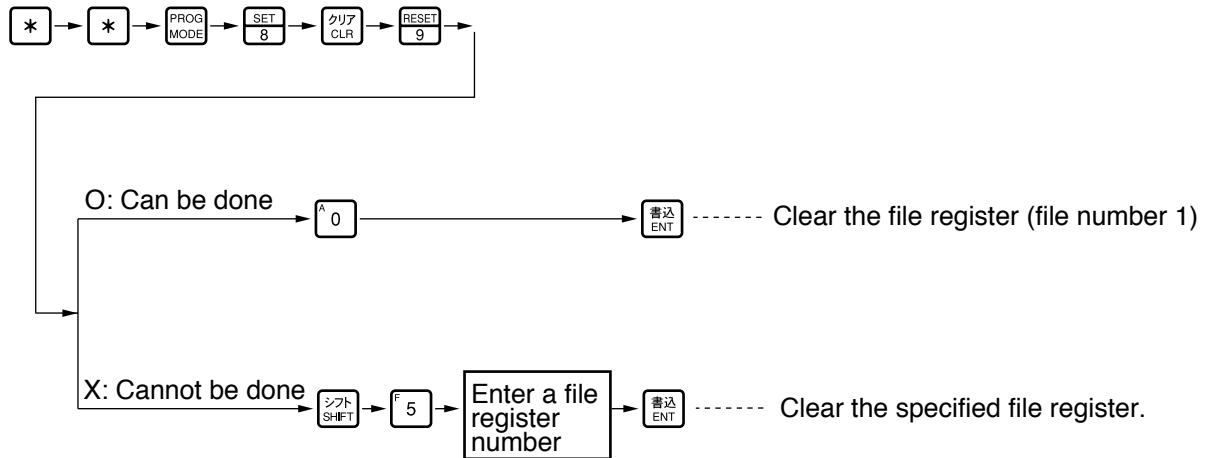 * * PROG MODE SET 8 クリア CLR RESET 9
O: Can be done
A 0
書込 ENT
Clear the file register (file number 1)
X: Cannot be done
シフト SHIFT
F 5
Enter a file
register
number
書込 ENT
Clear the specified file register.